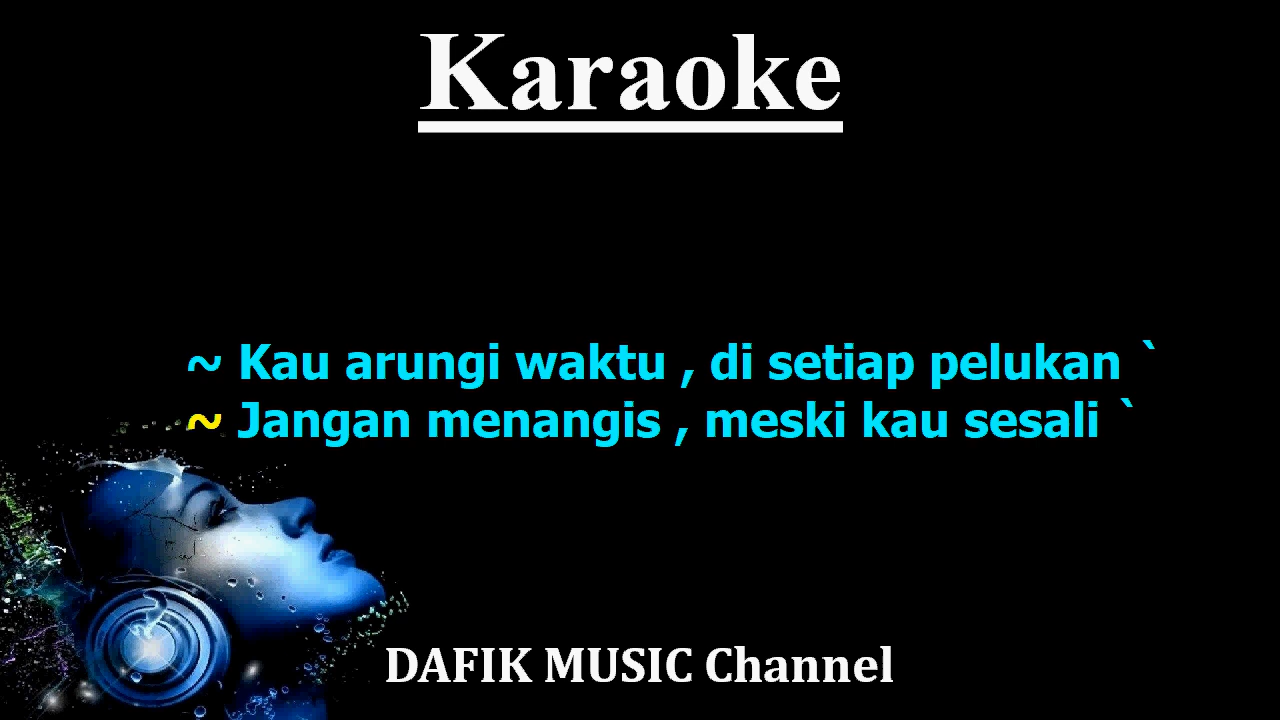 Karaoke
~ Kau arungi waktu , di setiap pelukan `
~ Jangan menangis , meski kau sesali `
DAFIK MUSIC Channel